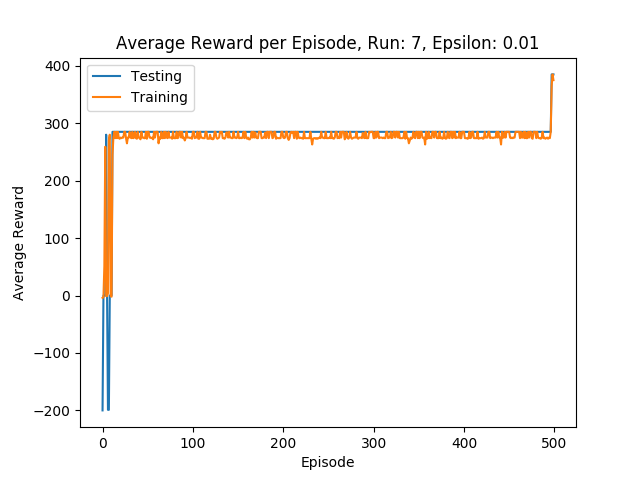 Average Reward per Episode, Run: 7, Epsilon: 0.01
Testing
Training
Average Reward
400
300
200
100
0
−100
−200
0 100 200 300 400 500
Episode